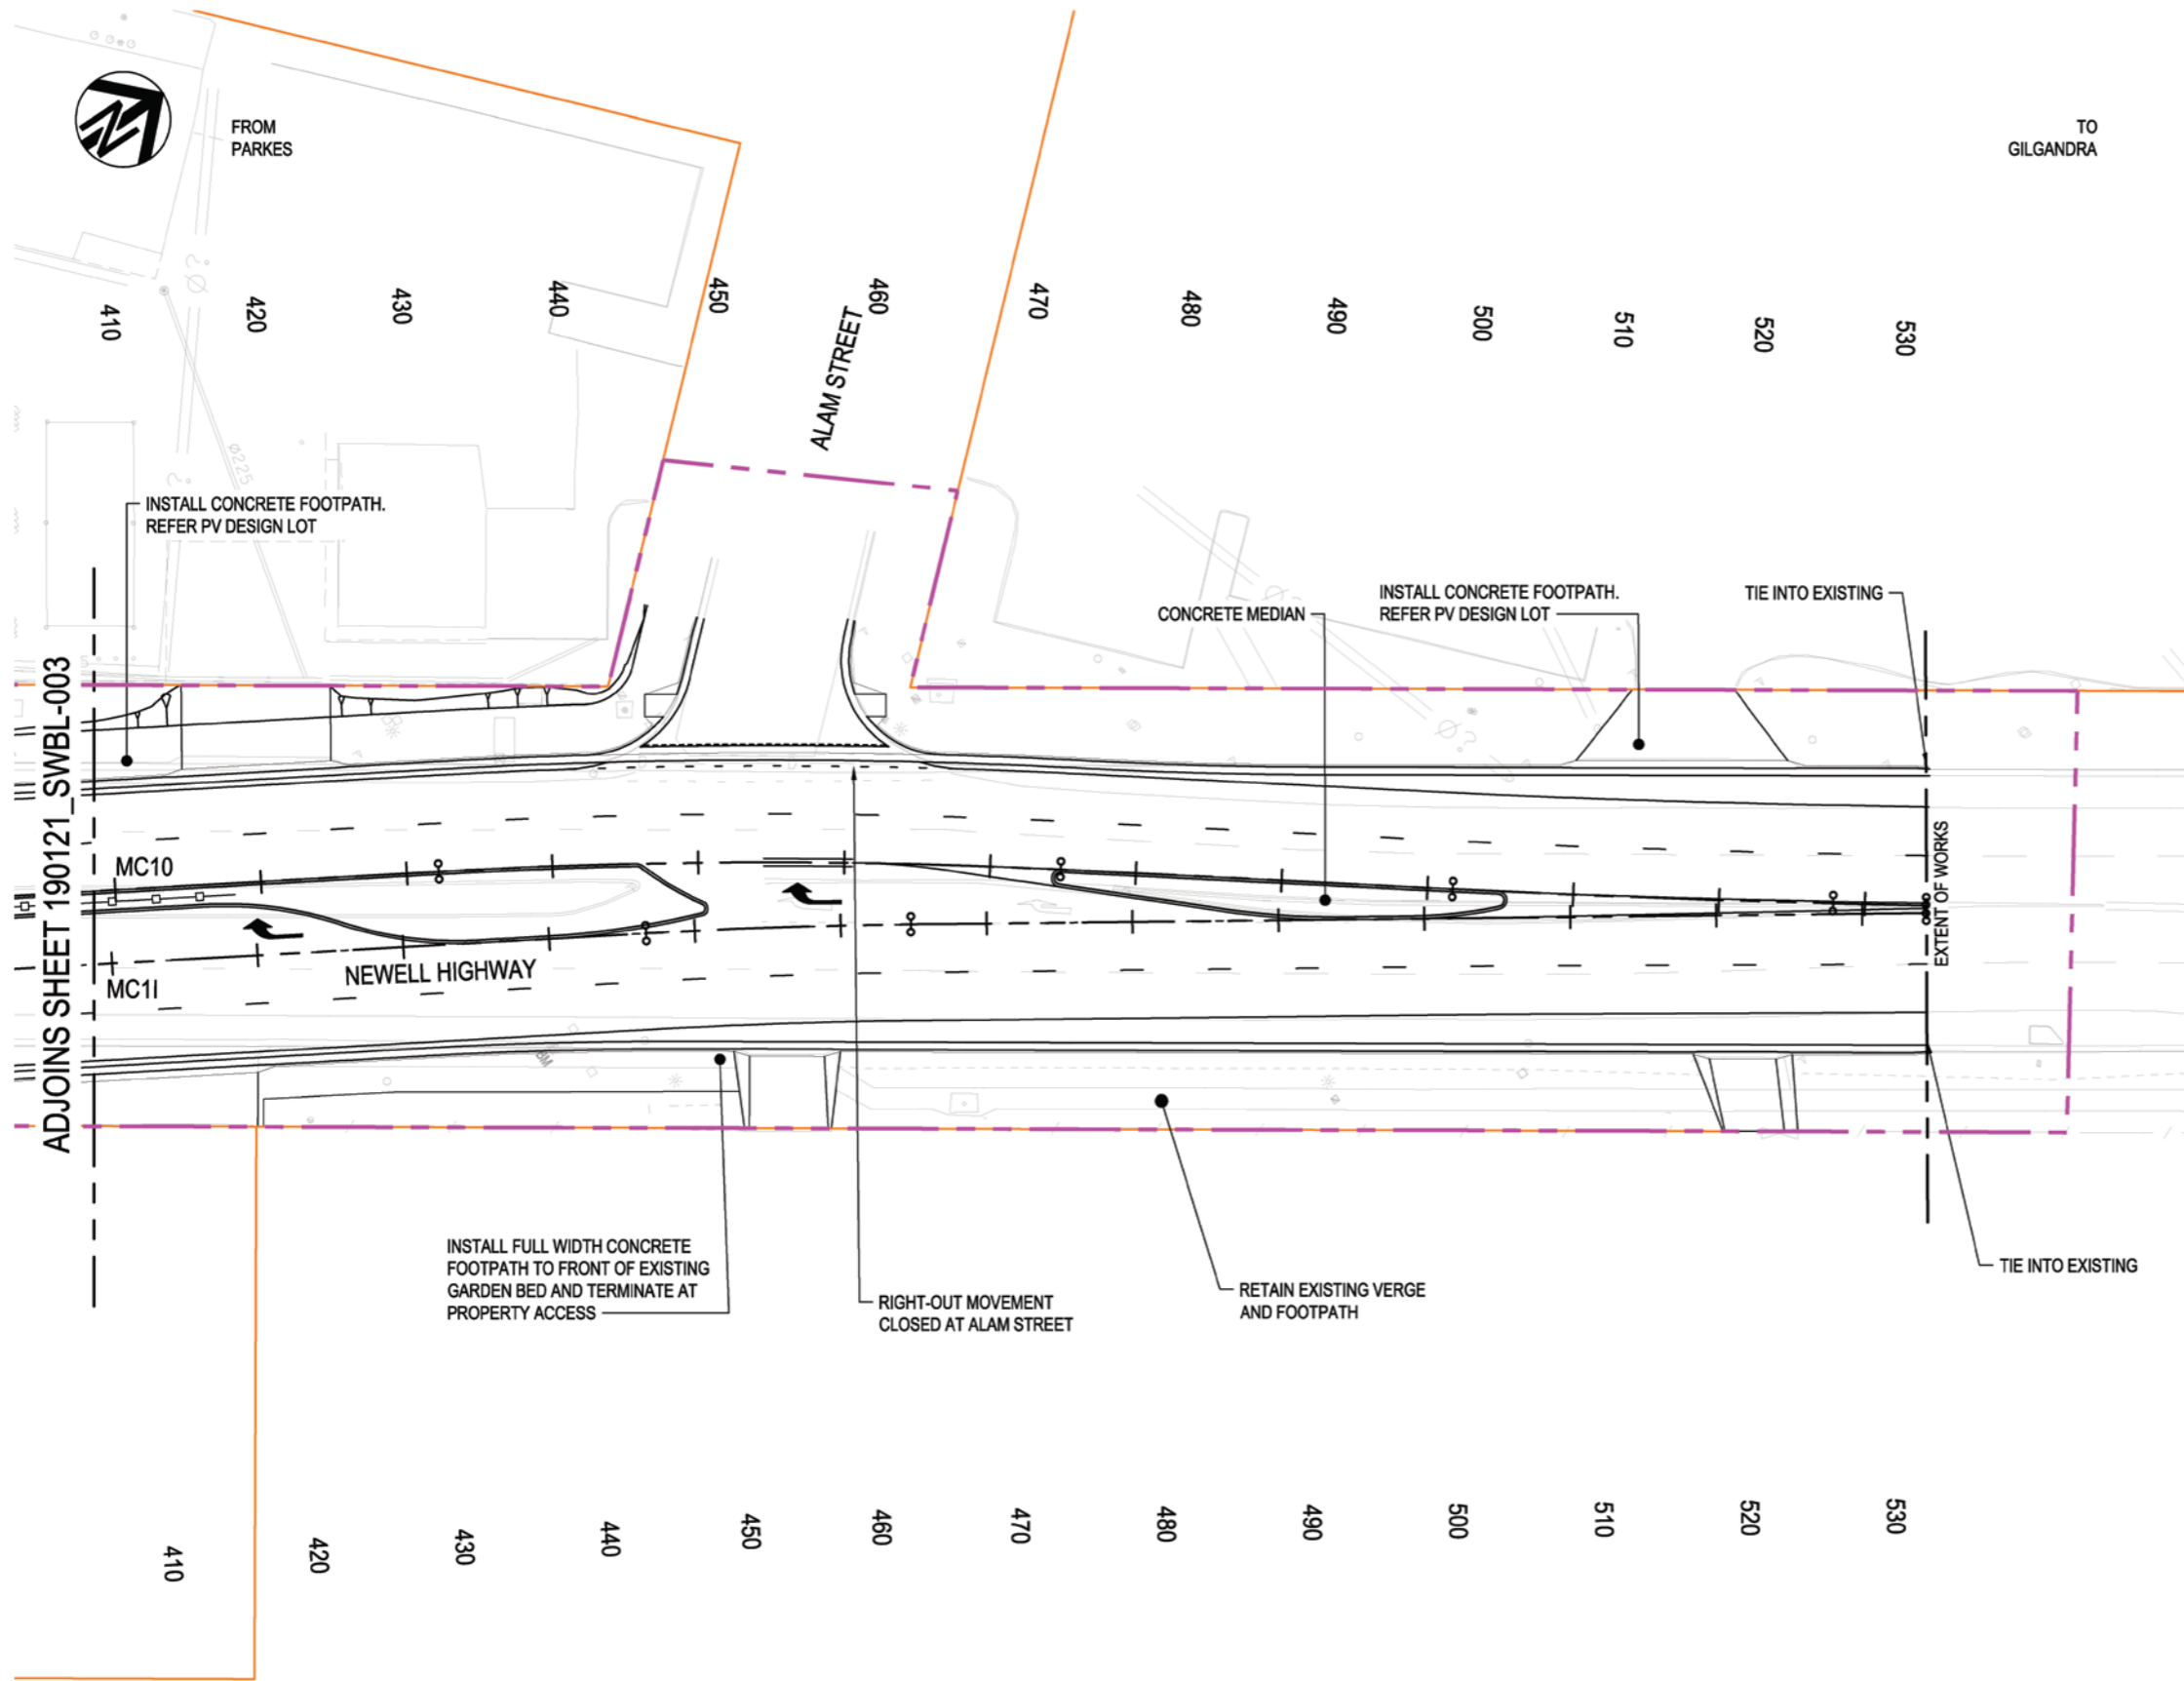 FROM
PARKES
TO
GILGANDRA
410
420
430
440
450
460
470
480
490
500
510
520
530
ALAM STREET
Ø225
INSTALL CONCRETE FOOTPATH.
REFER PV DESIGN LOT
CONCRETE MEDIAN
INSTALL CONCRETE FOOTPATH.
REFER PV DESIGN LOT
TIE INTO EXISTING
ADJOINS SHEET 190121_SWBL-003
MC10
MC1I
NEWELL HIGHWAY
EXTENT OF WORKS
BM
INSTALL FULL WIDTH CONCRETE
FOOTPATH TO FRONT OF EXISTING
GARDEN BED AND TERMINATE AT
PROPERTY ACCESS
RIGHT-OUT MOVEMENT
CLOSED AT ALAM STREET
RETAIN EXISTING VERGE
AND FOOTPATH
TIE INTO EXISTING
410
420
430
440
450
460
470
480
490
500
510
520
530